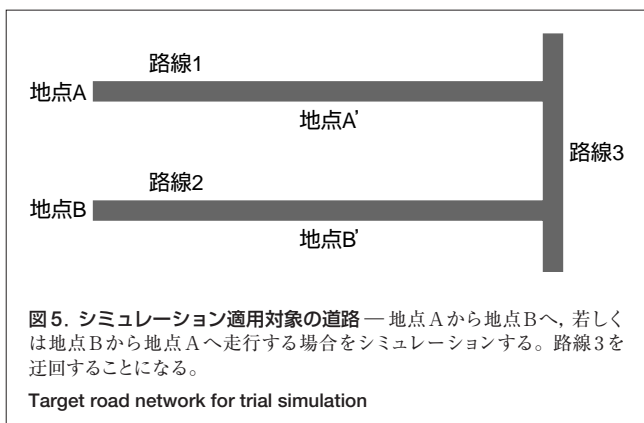 路線1
地点A
地点A'
路線3
路線2
地点B
地点B'
図5. シミュレーション適用対象の道路 ― 地点Aから地点Bへ, 若しく
は地点Bから地点Aへ走行する場合をシミュレーションする。路線3を
迂回することになる。
Target road network for trial simulation